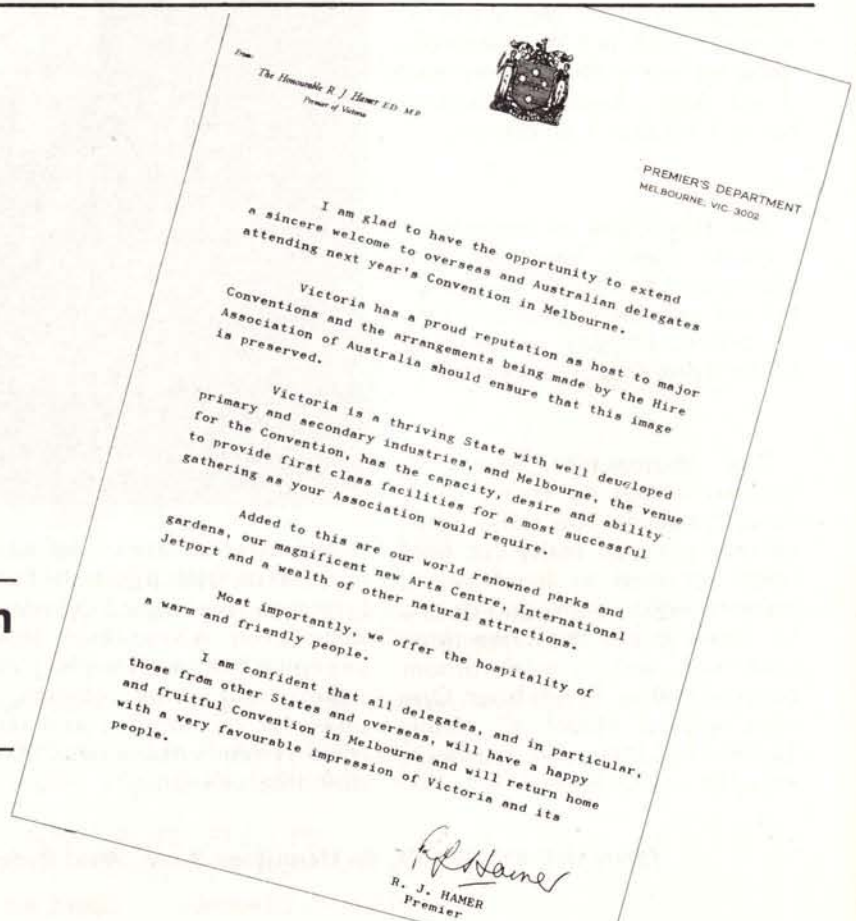 From:
The Honourable R. J. Hamer E.D. M.P.
Premier of Victoria
PREMIER'S DEPARTMENT
MELBOURNE, VIC. 3002
I am glad to have the opportunity to extend
a sincere welcome to overseas and Australian delegates
attending next year's Convention in Melbourne.
Victoria has a proud reputation as host to major
Conventions and the arrangements being made by the Hire
Association of Australia should ensure that this image
is preserved.
Victoria is a thriving State with well developed
primary and secondary industries, and Melbourne, the venue
for the Convention, has the capacity, desire and ability
to provide first class facilities for a most successful
gathering as your Association would require.
Added to this are our world renowned parks and
gardens, our magnificent new Arts Centre, International
Jetport and a wealth of other natural attractions.
Most importantly, we offer the hospitality of
a warm and friendly people.
I am confident that all delegates, and in particular,
those from other States and overseas, will have a happy
and fruitful Convention in Melbourne and will return home
with a very favourable impression of Victoria and its
people.
R. J. HAMER
Premier
n